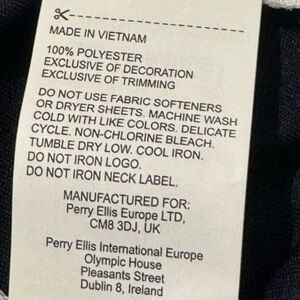 MADE IN VIETNAM
100% POLYESTER
EXCLUSIVE OF DECORATION
EXCLUSIVE OF TRIMMING
DO NOT USE FABRIC SOFTENERS
OR DRYER SHEETS. MACHINE WASH
COLD WITH LIKE COLORS. DELICATE
CYCLE. NON-CHLORINE BLEACH.
TUMBLE DRY LOW. COOL IRON.
DO NOT IRON LOGO.
DO NOT IRON NECK LABEL.
MANUFACTURED FOR:
Perry Ellis Europe LTD,
CM8 3DJ, UK
Perry Ellis International Europe
Olympic House
Pleasants Street
Dublin 8, Ireland